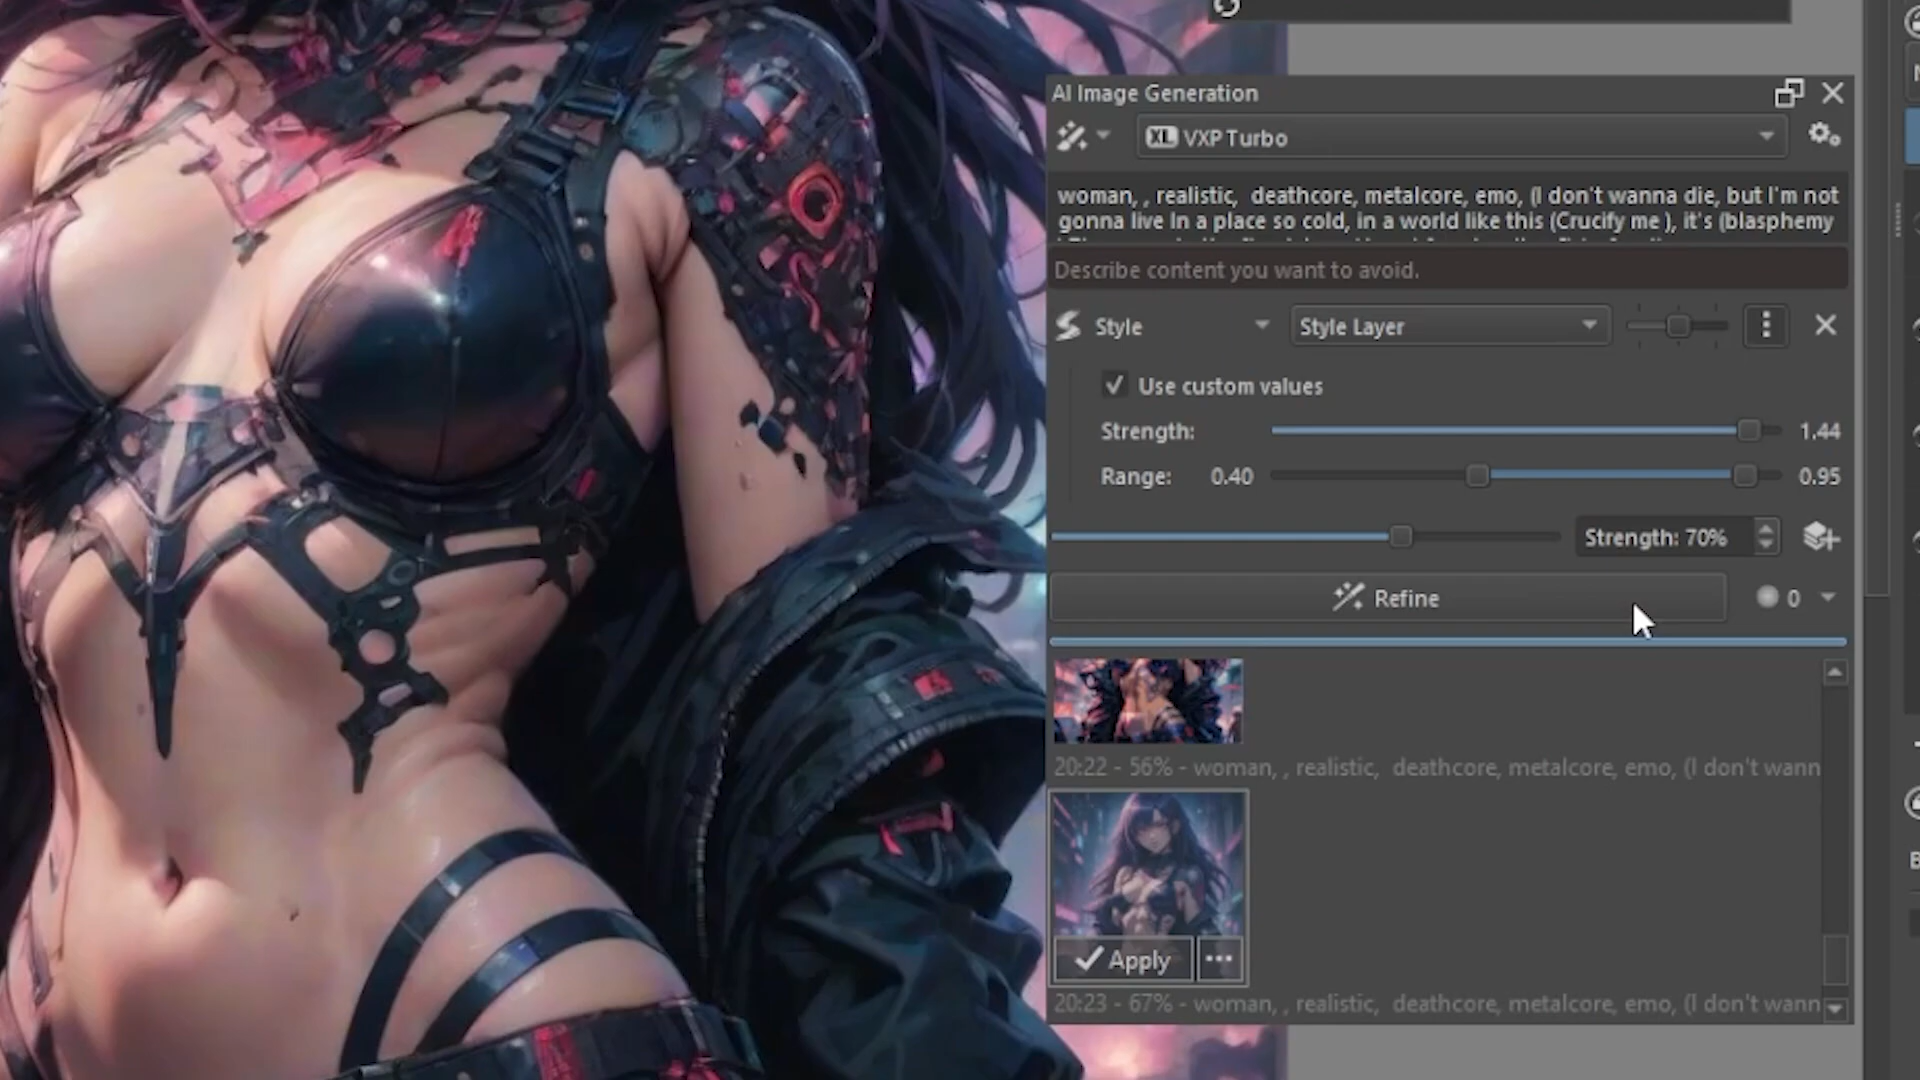 AI Image Generation
XL VXP Turbo
woman, , realistic, deathcore, metalcore, emo, (I don't wanna die, but I'm not
gonna live In a place so cold, in a world like this (Crucify me ), it's (blasphemy
Describe content you want to avoid.
Style
Style Layer
Use custom values
Strength: 1.44
Range: 0.40 0.95
Strength: 70%
Refine
0
20:22 - 56% - woman, , realistic, deathcore, metalcore, emo, (I don't wann
Apply
20:23 - 67% - woman, , realistic, deathcore, metalcore, emo, (I don't wann